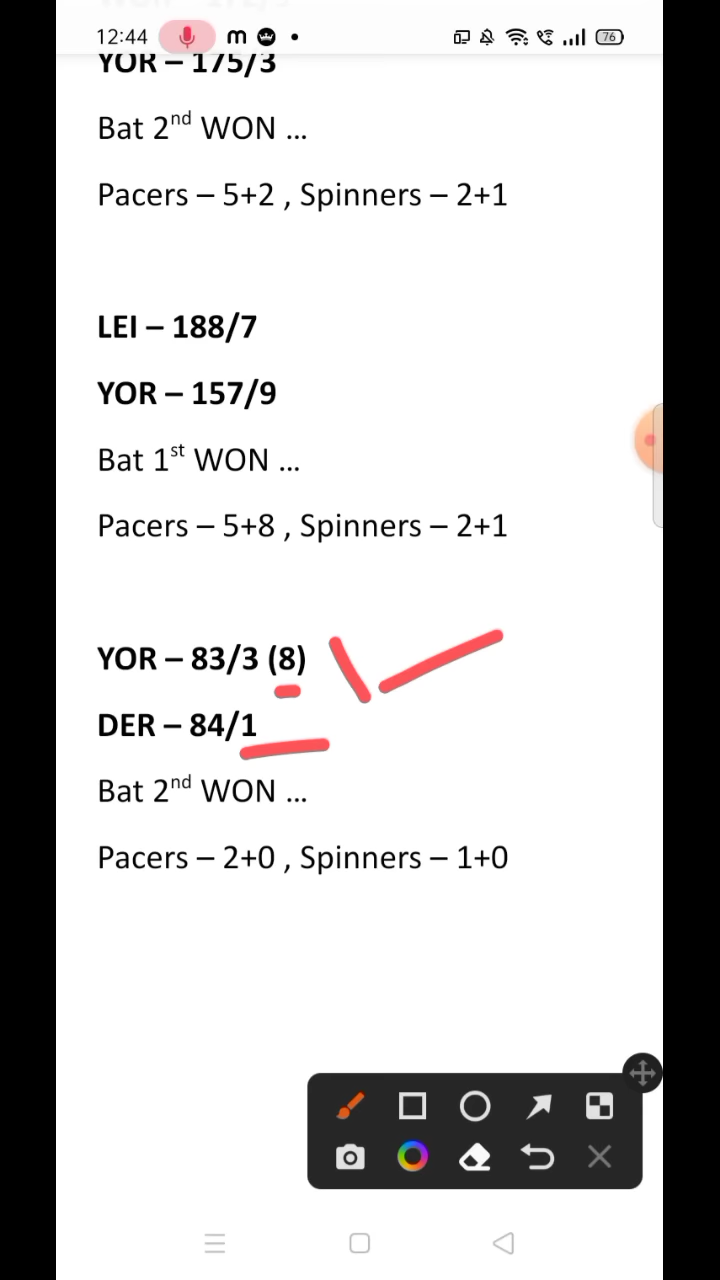 12:44 m 76
YOR – 175/3
Bat 2nd WON ...
Pacers – 5+2 , Spinners – 2+1
LEI – 188/7
YOR – 157/9
Bat 1st WON ...
Pacers – 5+8 , Spinners – 2+1
YOR – 83/3 (8)
DER – 84/1
Bat 2nd WON ...
Pacers – 2+0 , Spinners – 1+0